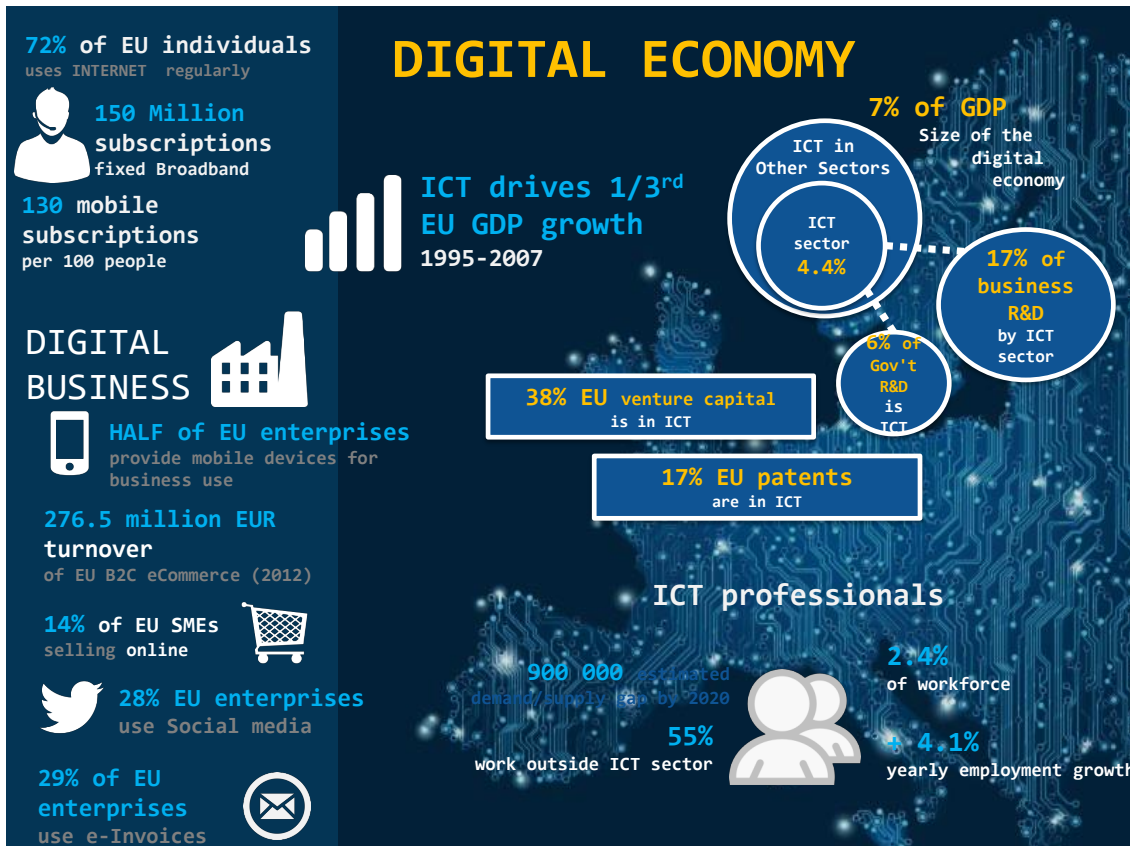 72% of EU individuals
uses INTERNET regularly
150 Million
subscriptions
fixed Broadband
130 mobile
subscriptions
per 100 people
DIGITAL
BUSINESS
HALF of EU enterprises
provide mobile devices for
business use
276.5 million EUR
turnover
of EU B2C eCommerce (2012)
14% of EU SMEs
selling online
28% EU enterprises
use Social media
29% of EU
enterprises
use e-Invoices
DIGITAL ECONOMY
ICT drives 1/3rd
EU GDP growth
1995-2007
7% of GDP
Size of the
digital
economy
ICT in
Other Sectors
ICT
sector
4.4%
17% of
business
R&D
by ICT
sector
6% of
Gov't
R&D
is
ICT
38% EU venture capital
is in ICT
17% EU patents
are in ICT
ICT professionals
900 000 estimated
demand/supply gap by 2020
55%
work outside ICT sector
2.4%
of workforce
+ 4.1%
yearly employment growth